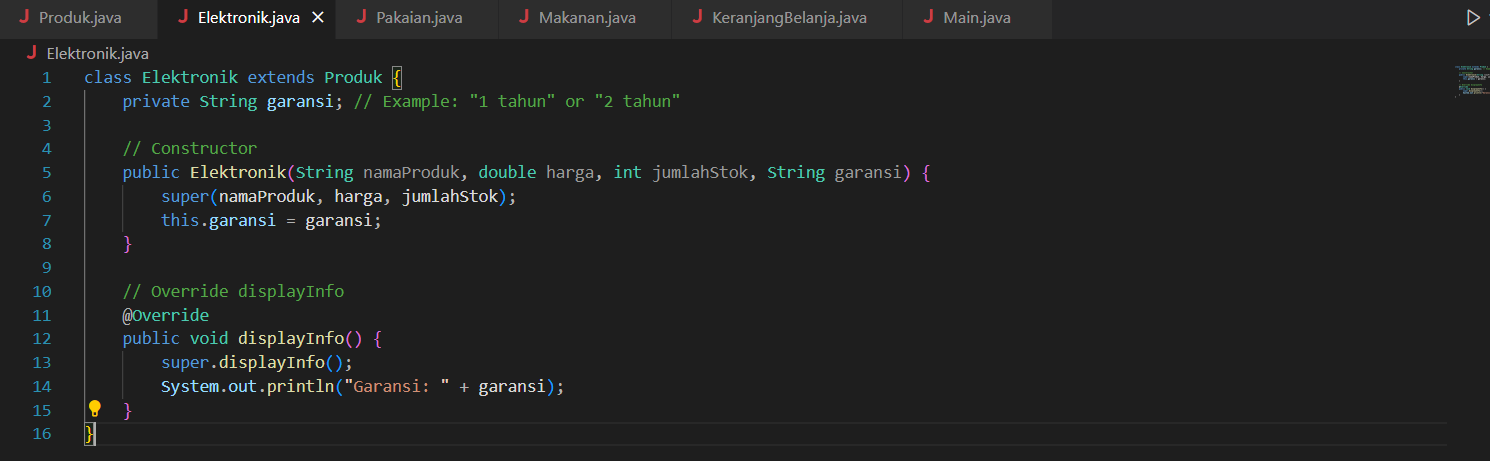 Produk.java
Elektronik.java
Pakaian.java
Makanan.java
KeranjangBelanja.java
Main.java
Elektronik.java
1 class Elektronik extends Produk {
2     private String garansi; // Example: "1 tahun" or "2 tahun"
3
4     // Constructor
5     public Elektronik(String namaProduk, double harga, int jumlahStok, String garansi) {
6         super(namaProduk, harga, jumlahStok);
7         this.garansi = garansi;
8     }
9
10     // Override displayInfo
11     @Override
12     public void displayInfo() {
13         super.displayInfo();
14         System.out.println("Garansi: " + garansi);
15     }
16 }